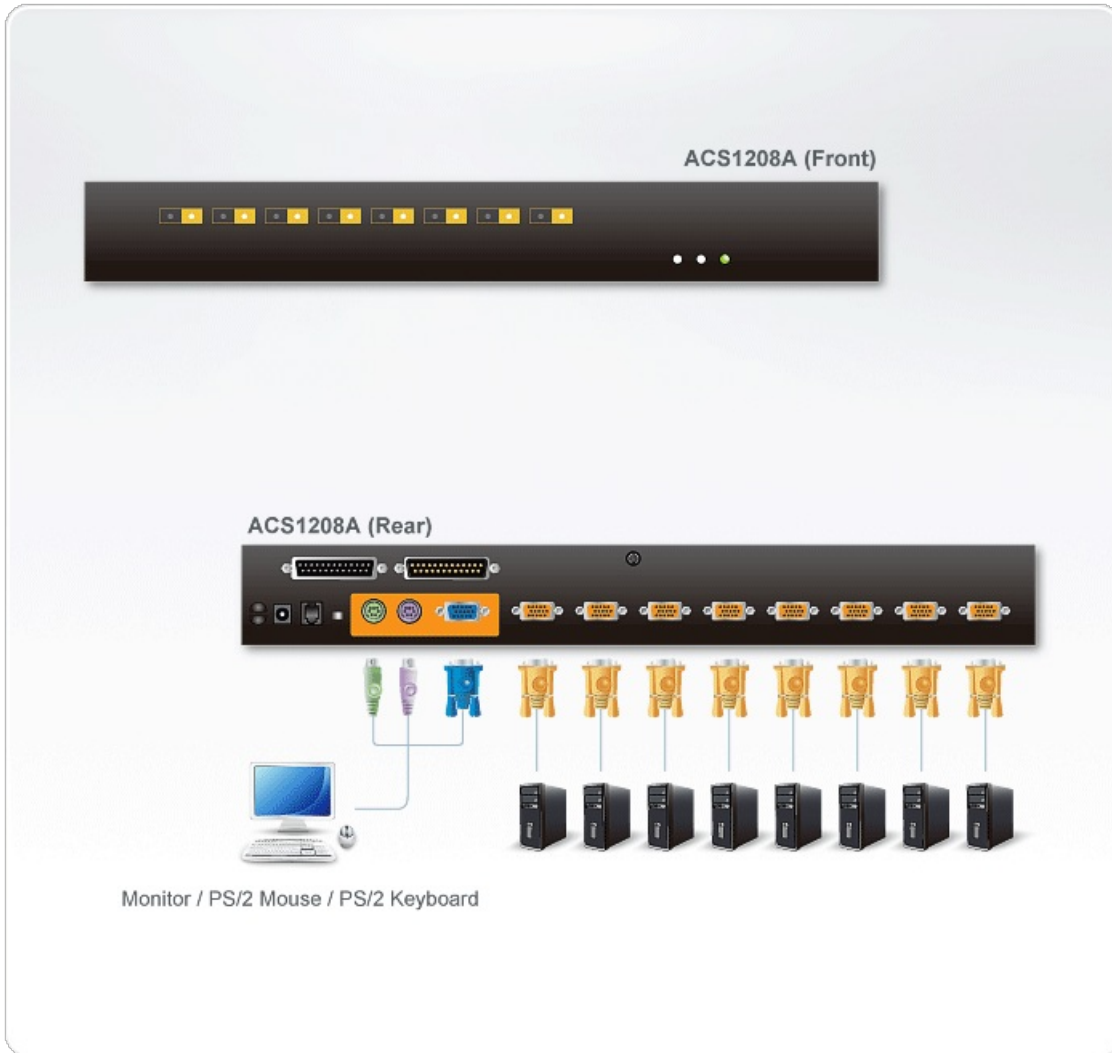 ACS1208A (Front)
ACS1208A (Rear)
Monitor / PS/2 Mouse / PS/2 Keyboard